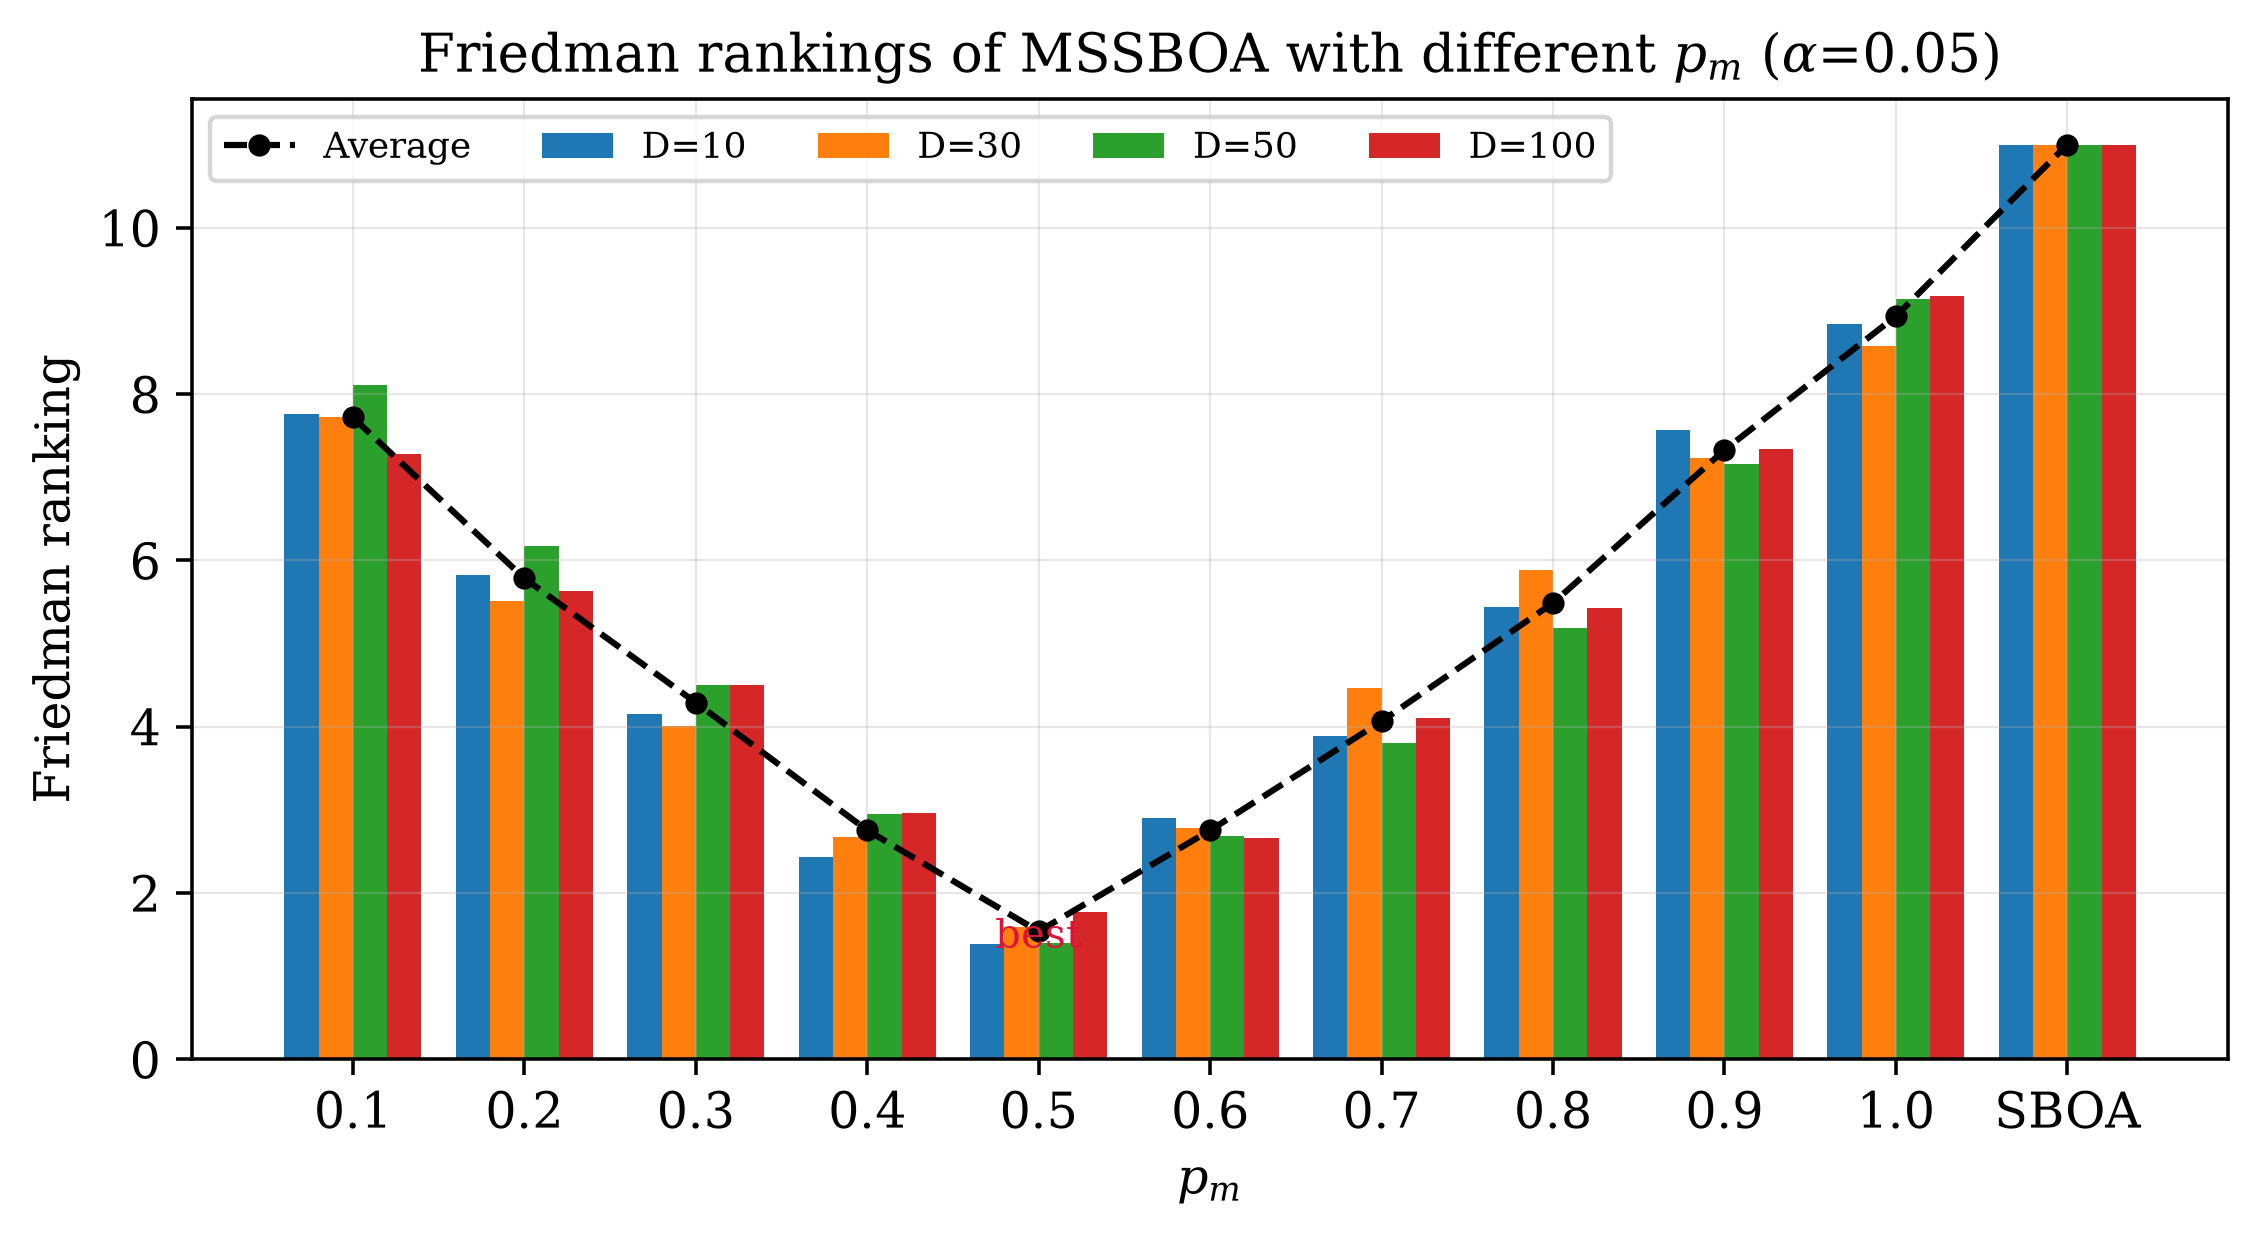 Friedman rankings of MSSBOA with different pₘ (α=0.05)
Average D=10 D=30 D=50 D=100
Friedman ranking
10
8
6
4
2
0
best
0.1 0.2 0.3 0.4 0.5 0.6 0.7 0.8 0.9 1.0 SBOA
pₘ